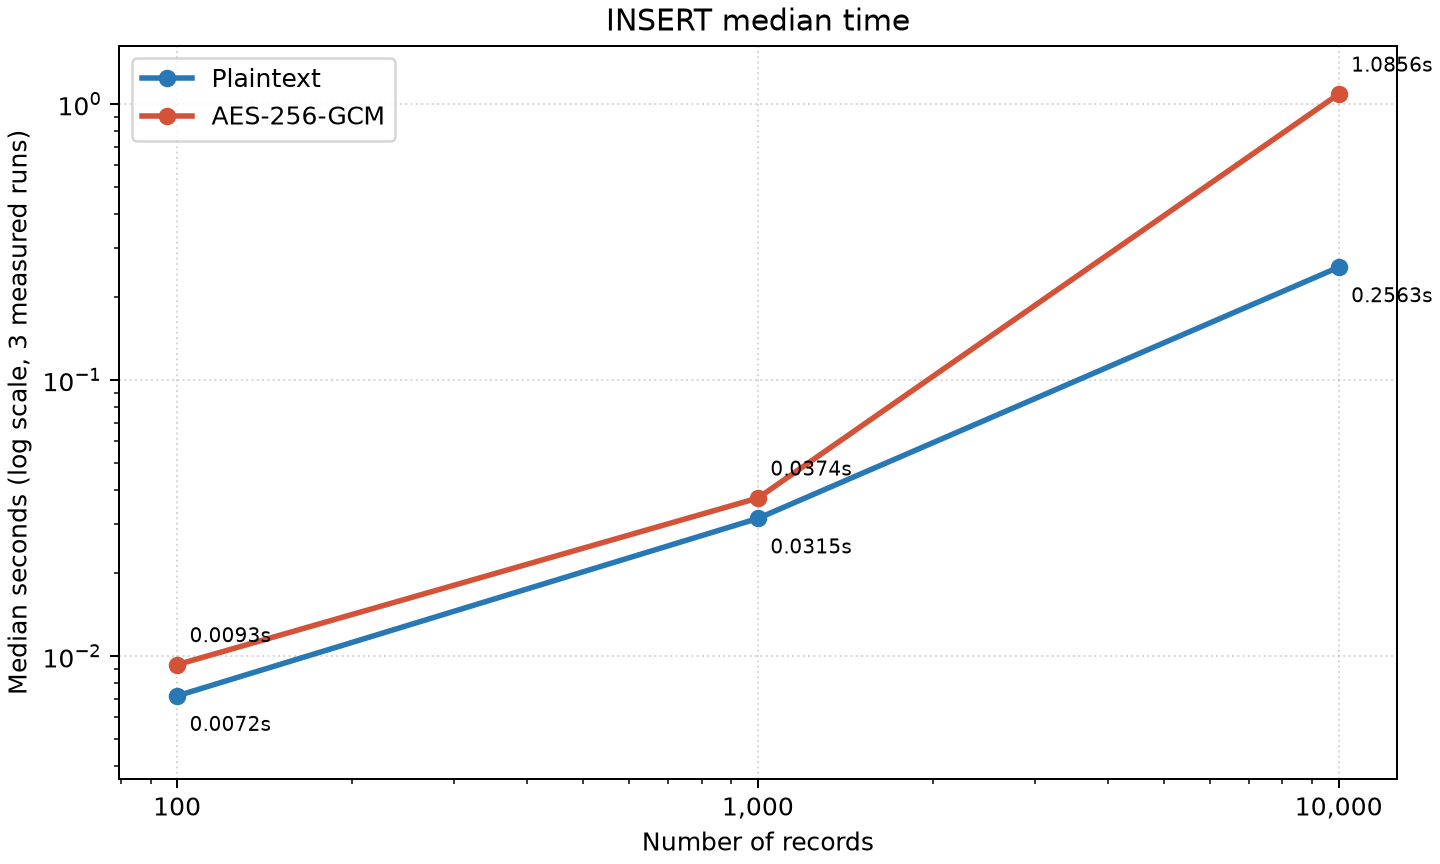 INSERT median time
Plaintext
AES-256-GCM
Median seconds (log scale, 3 measured runs)
10⁰
10⁻¹
10⁻²
1.0856s
0.2563s
0.0374s
0.0315s
0.0093s
0.0072s
100
1,000
10,000
Number of records